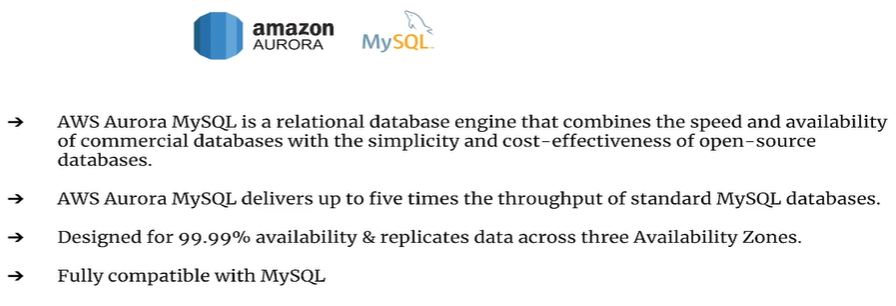 amazon
AURORA
MySQL™
➔ AWS Aurora MySQL is a relational database engine that combines the speed and availability
of commercial databases with the simplicity and cost-effectiveness of open-source
databases.
➔ AWS Aurora MySQL delivers up to five times the throughput of standard MySQL databases.
➔ Designed for 99.99% availability & replicates data across three Availability Zones.
➔ Fully compatible with MySQL